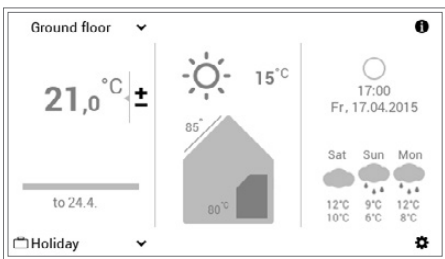 Ground floor
21,0 °C ±
to 24.4.
Holiday
15°C
85°
80°C
17:00
Fr, 17.04.2015
Sat Sun Mon
12°C 9°C 12°C
10°C 6°C 8°C